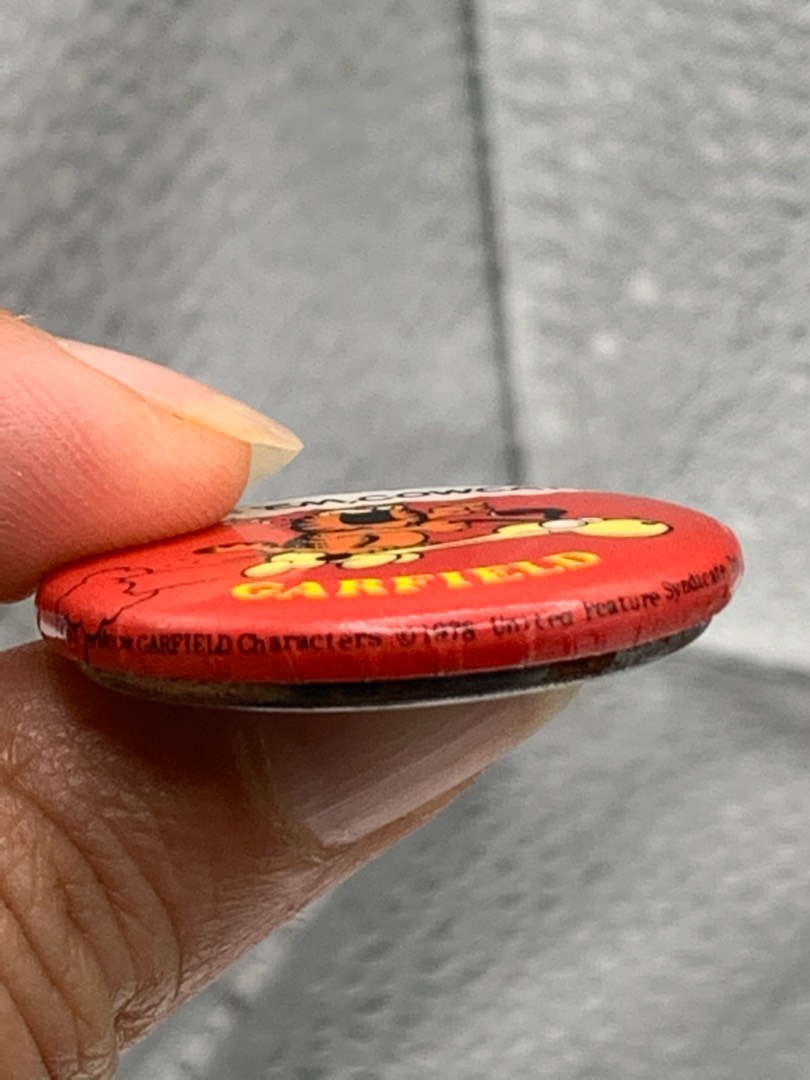 GARFIELD
GARFIELD Characters ©1978 United Feature Syndicate